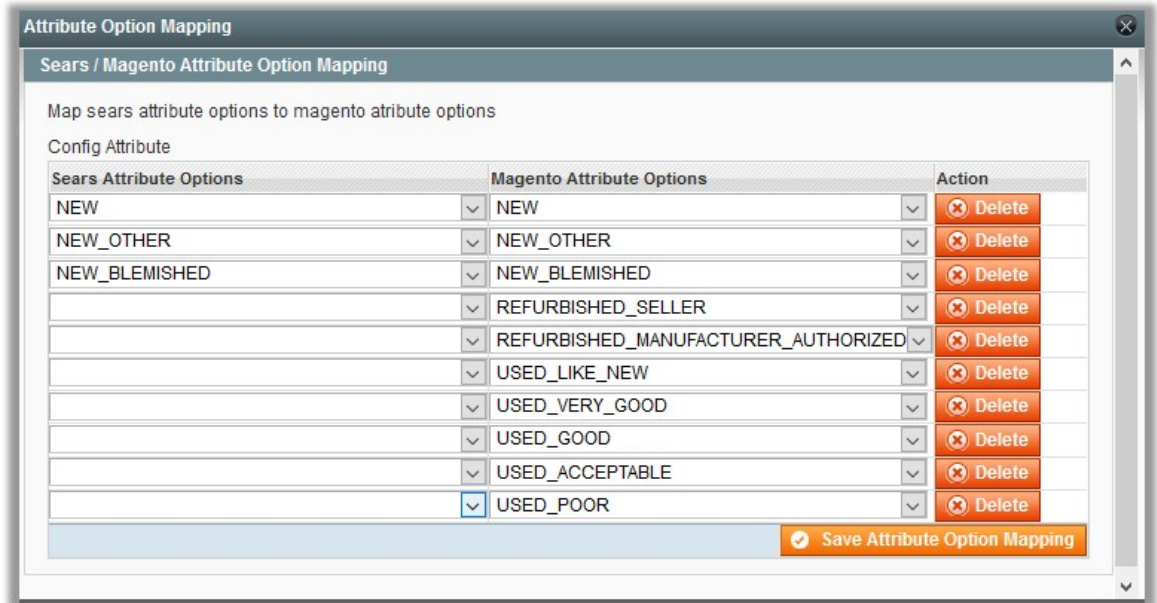 Attribute Option Mapping
Sears / Magento Attribute Option Mapping
Map sears attribute options to magento atribute options
Config Attribute
Sears Attribute Options Magento Attribute Options Action
NEW NEW Delete
NEW_OTHER NEW_OTHER Delete
NEW_BLEMISHED NEW_BLEMISHED Delete
REFURBISHED_SELLER Delete
REFURBISHED_MANUFACTURER_AUTHORIZED Delete
USED_LIKE_NEW Delete
USED_VERY_GOOD Delete
USED_GOOD Delete
USED_ACCEPTABLE Delete
USED_POOR Delete
Save Attribute Option Mapping